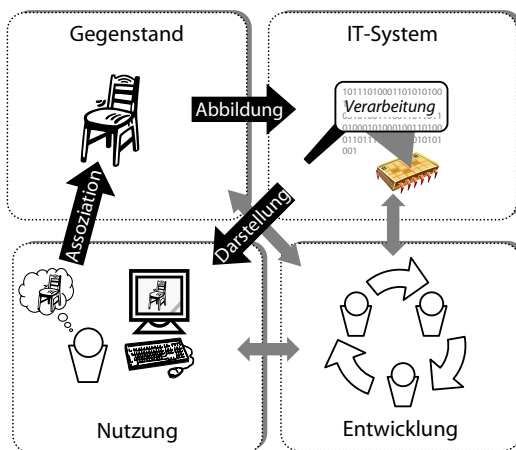 Gegenstand
IT-System
Abbildung
Verarbeitung
Assoziation
Darstellung
Nutzung
Entwicklung